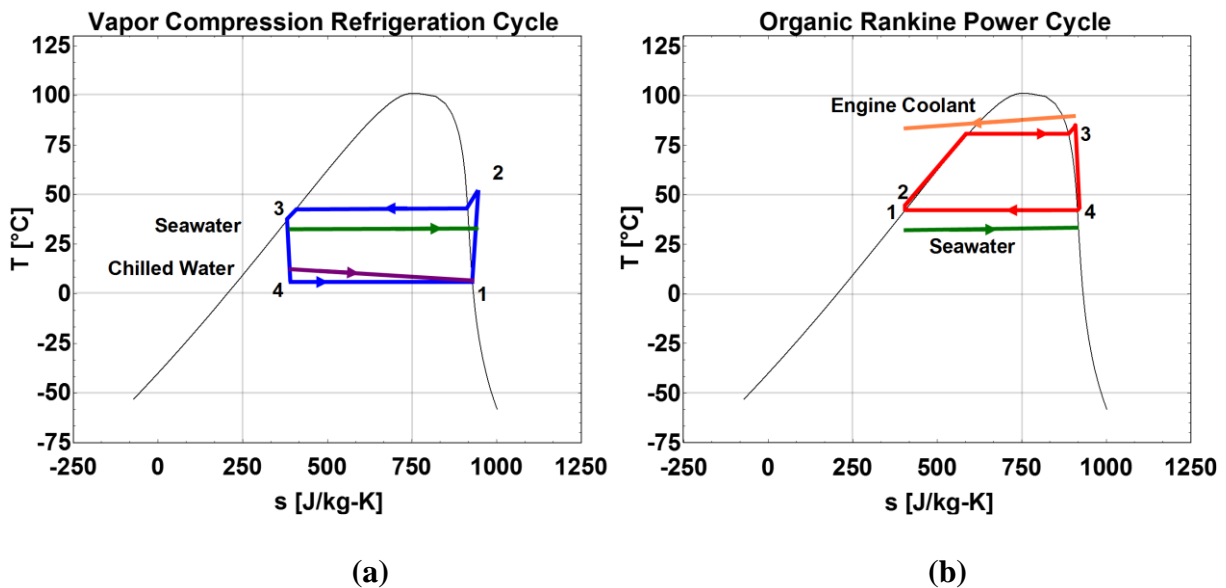 Vapor Compression Refrigeration Cycle
125
100
75
50
25
0
-25
-50
-75
T [°C]
2
3
Seawater
Chilled Water
4
1
-250 0 250 500 750 1000 1250
s [J/kg-K]
(a)
Organic Rankine Power Cycle
125
100
75
50
25
0
-25
-50
-75
T [°C]
Engine Coolant
3
2
1
4
Seawater
-250 0 250 500 750 1000 1250
s [J/kg-K]
(b)